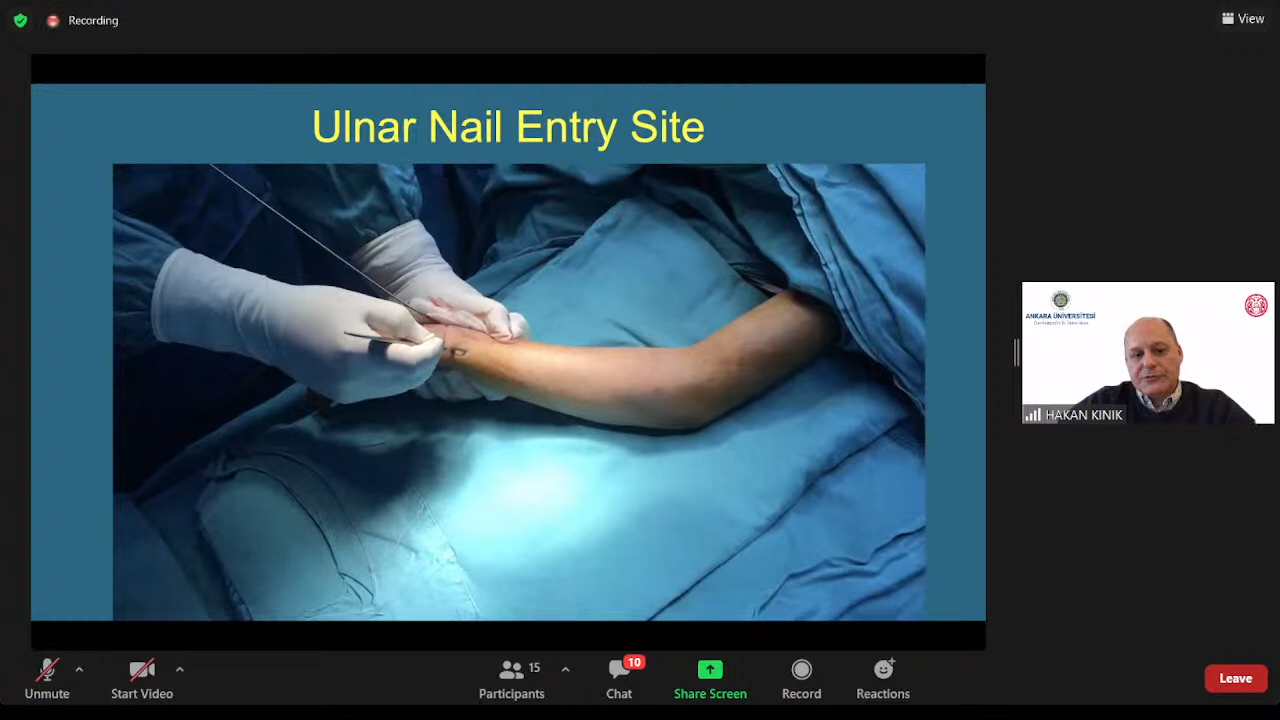 Recording
View
Ulnar Nail Entry Site
ANKARA ÜNİVERSİTESİ
HAKAN KINIK
Unmute
Start Video
15
Participants
10
Chat
Share Screen
Record
Reactions
Leave